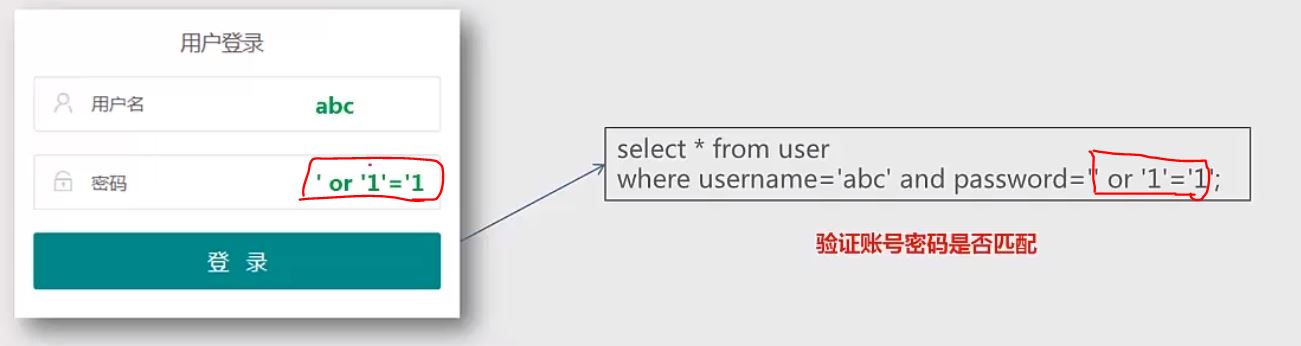 用户登录
用户名 abc
密码 ' or '1'='1
登 录
select * from user
where username='abc' and password='' or '1'='1';
验证账号密码是否匹配